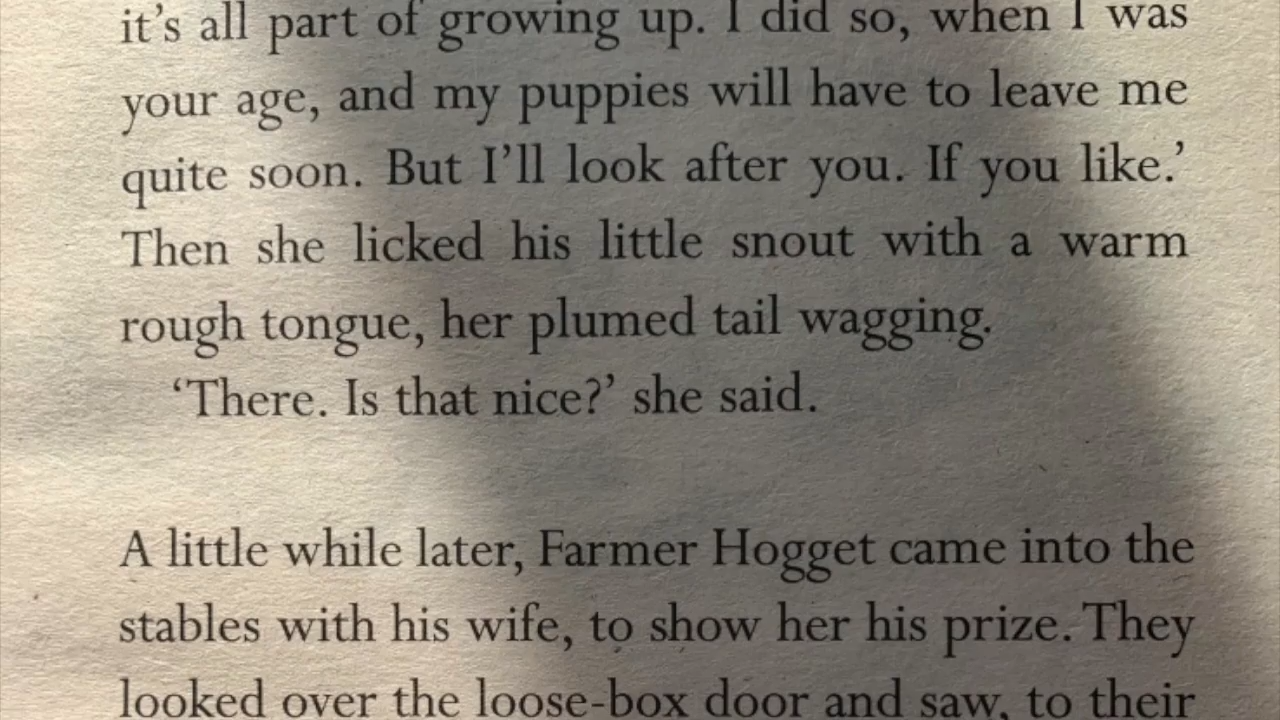 it's all part of growing up. I did so, when I was
your age, and my puppies will have to leave me
quite soon. But I'll look after you. If you like.'
Then she licked his little snout with a warm
rough tongue, her plumed tail wagging.
'There. Is that nice?' she said.
A little while later, Farmer Hogget came into the
stables with his wife, to show her his prize. They
looked over the loose-box door and saw, to their